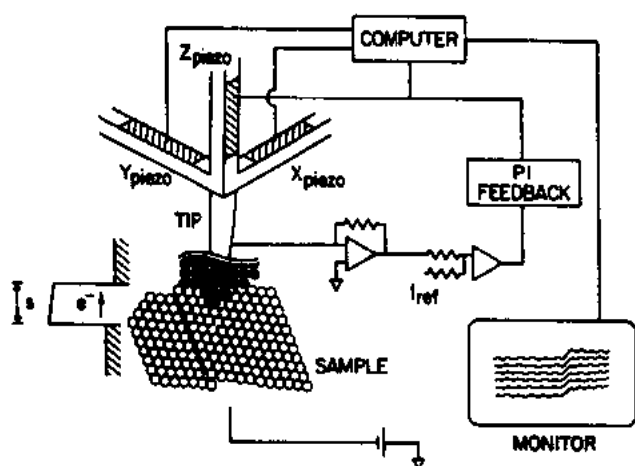 COMPUTER
Zpiezo
Ypiezo
Xpiezo
PI
FEEDBACK
TIP
s
e−
Iref
SAMPLE
MONITOR